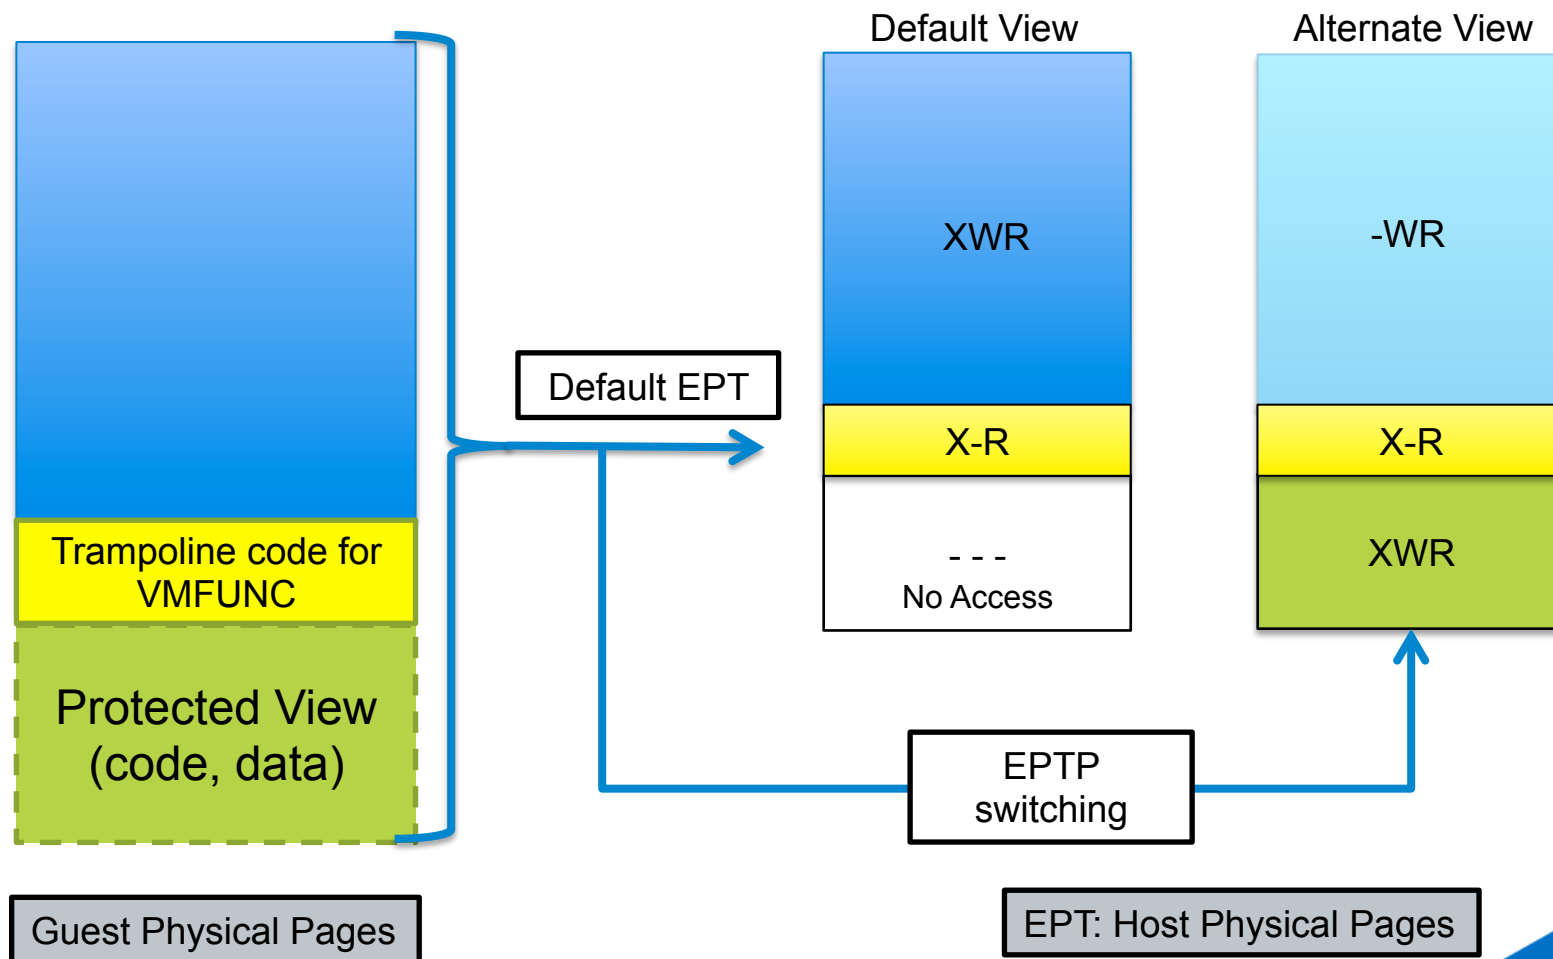 Default View
Alternate View
XWR
-WR
Default EPT
X-R
X-R
Trampoline code for
VMFUNC
- - -
No Access
XWR
Protected View
(code, data)
EPTP
switching
Guest Physical Pages
EPT: Host Physical Pages